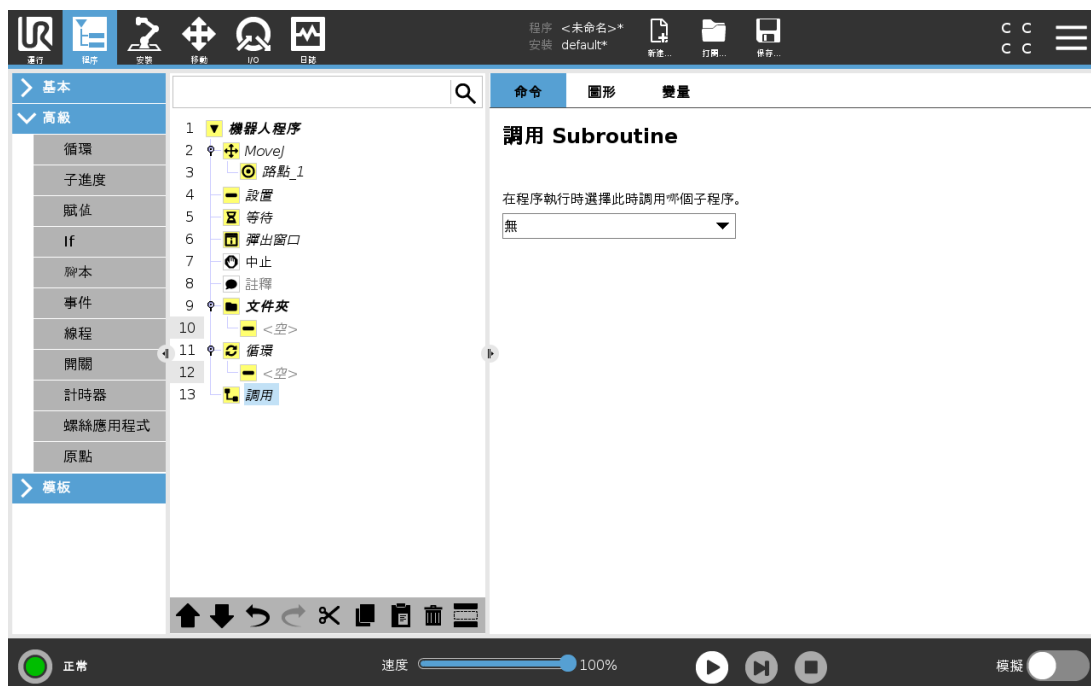 UR
運行
程序
安裝
移動
I/O
日誌
程序 <未命名>*
安裝 default*
新建...
打開...
保存...
C C
C C
基本
高級
循環
子進度
賦值
If
腳本
事件
線程
開關
計時器
螺絲應用程式
原點
模板
1 機器人程序
2 MoveJ
3 路點_1
4 設置
5 等待
6 彈出窗口
7 中止
8 註釋
9 文件夾
10 <空>
11 循環
12 <空>
13 調用
命令 圖形 變量
調用 Subroutine
在程序執行時選擇此時調用哪個子程序。
無
正常
速度 100%
模擬